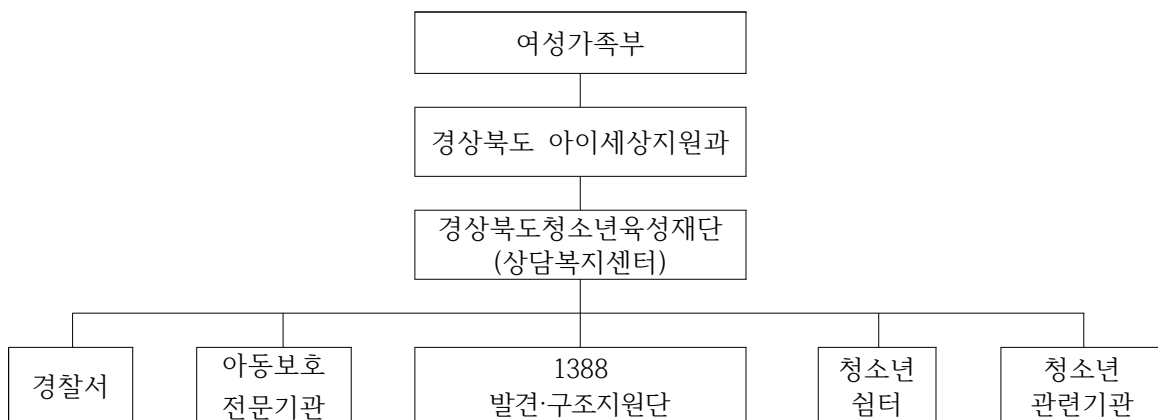 여성가족부
경상북도 아이세상지원과
경상북도청소년육성재단
(상담복지센터)
경찰서
아동보호
전문기관
1388
발견·구조지원단
청소년
쉼터
청소년
관련기관